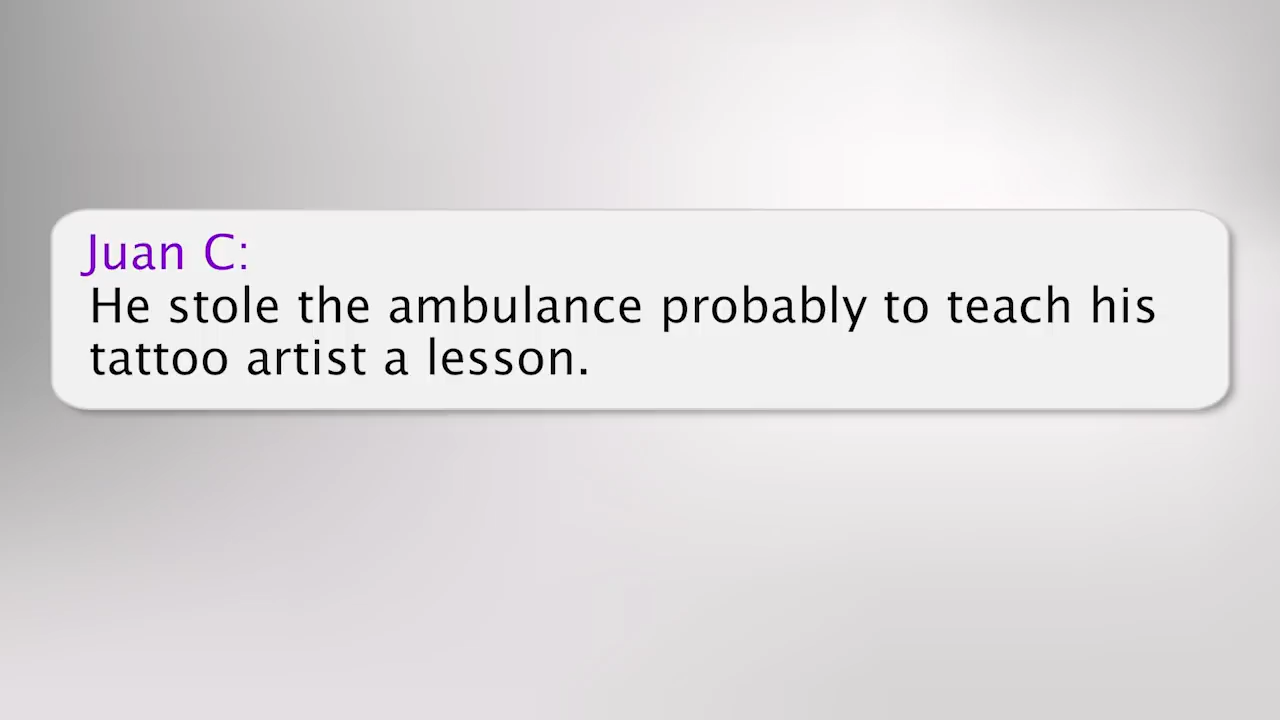 Juan C:
He stole the ambulance probably to teach his
tattoo artist a lesson.